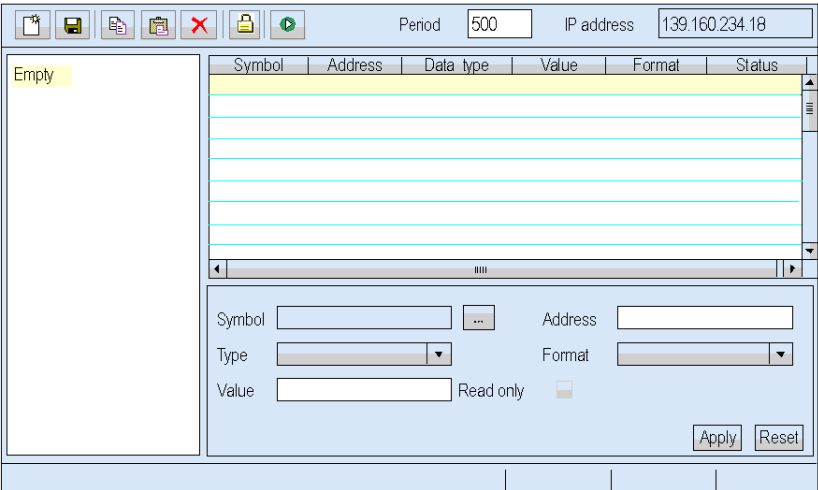 Period 500 IP address 139.160.234.18
Empty
Symbol Address Data type Value Format Status
Symbol ... Address
Type Format
Value Read only
Apply Reset